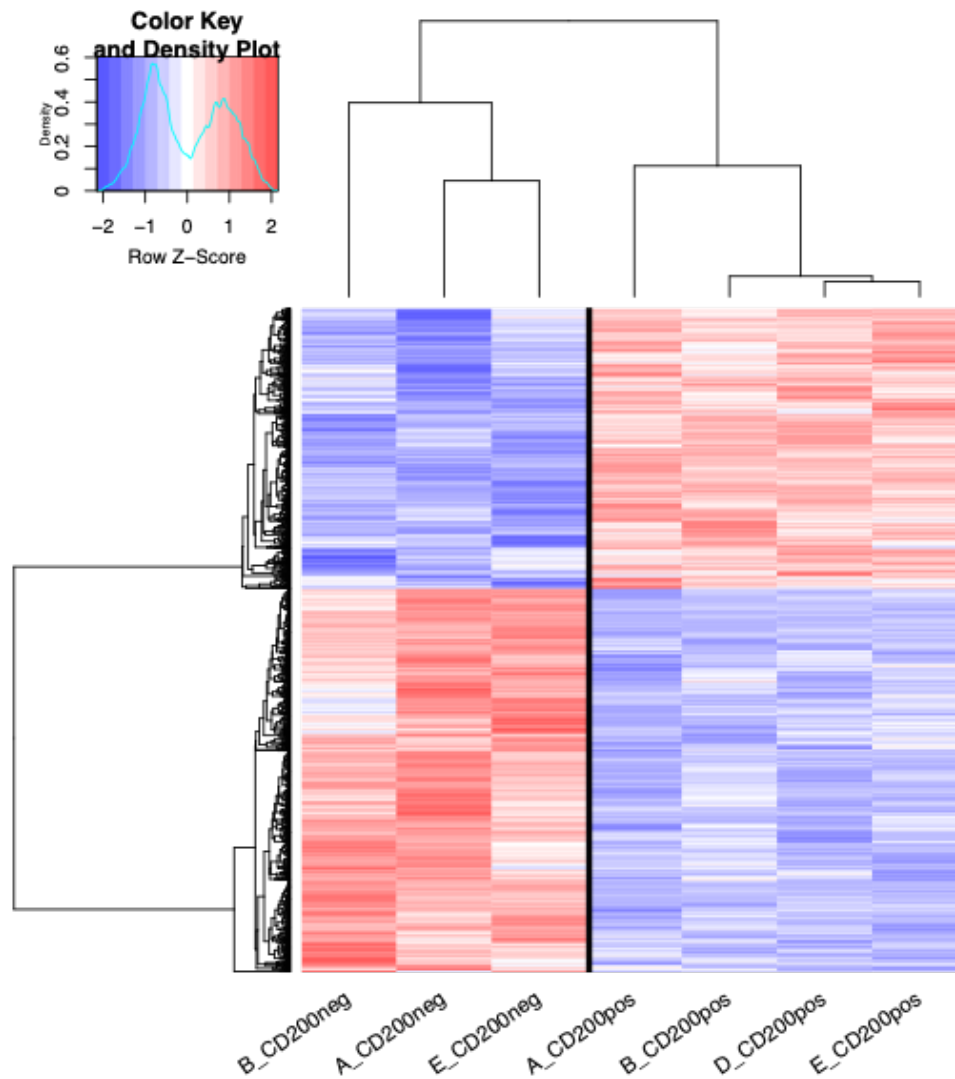 Color Key
and Density Plot
Density
0 0.2 0.4 0.6
−2 −1 0 1 2
Row Z−Score
B_CD200neg
A_CD200neg
E_CD200neg
A_CD200pos
B_CD200pos
D_CD200pos
E_CD200pos